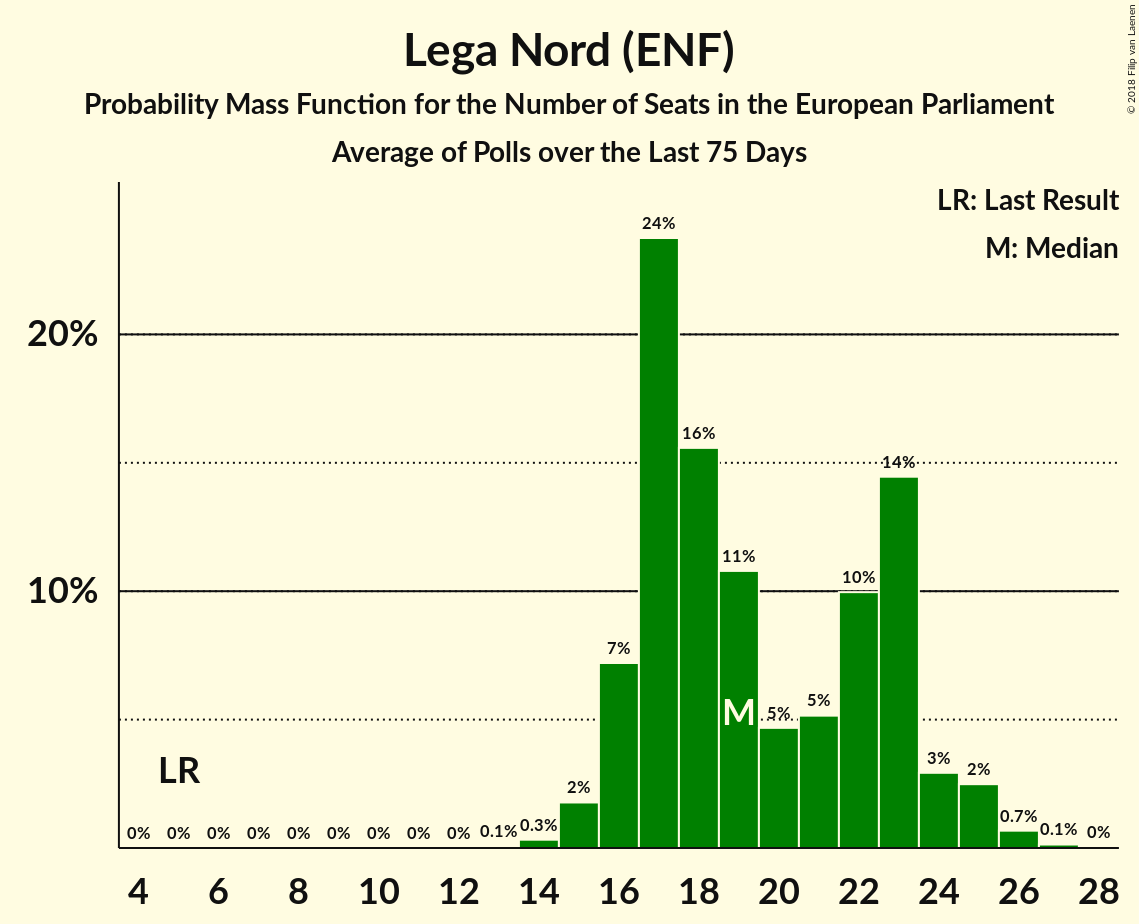 Lega Nord (ENF)
Probability Mass Function for the Number of Seats in the European Parliament
Average of Polls over the Last 75 Days
© 2018 Filip van Laenen
LR: Last Result
M: Median
20%
10%
0% 0% 0% 0% 0% 0% 0% 0% 0% 0.1% 0.3% 2% 7% 24% 16% 11% 5% 5% 10% 14% 3% 2% 0.7% 0.1% 0%
LR
M
4 6 8 10 12 14 16 18 20 22 24 26 28